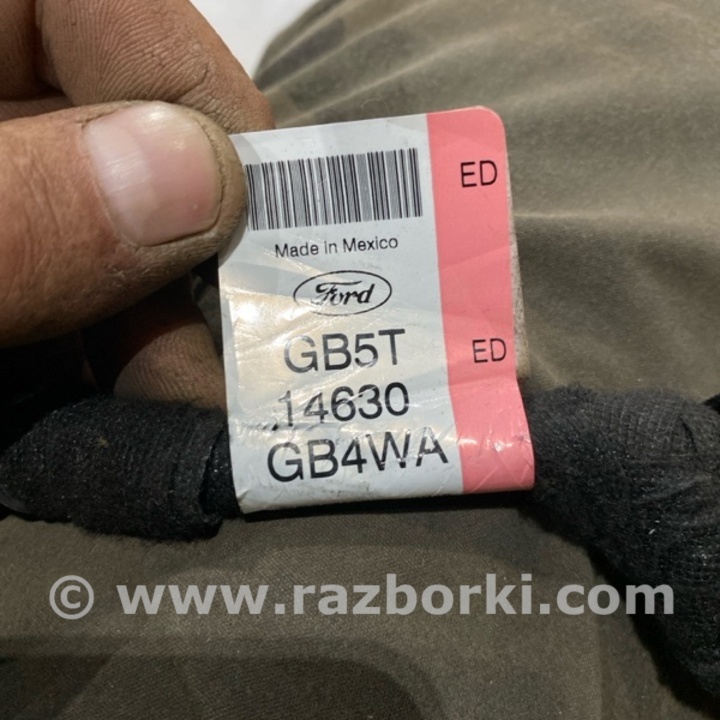 ED
Made in Mexico
Ford
GB5T
ED
14630
GB4WA
© www.razborki.com